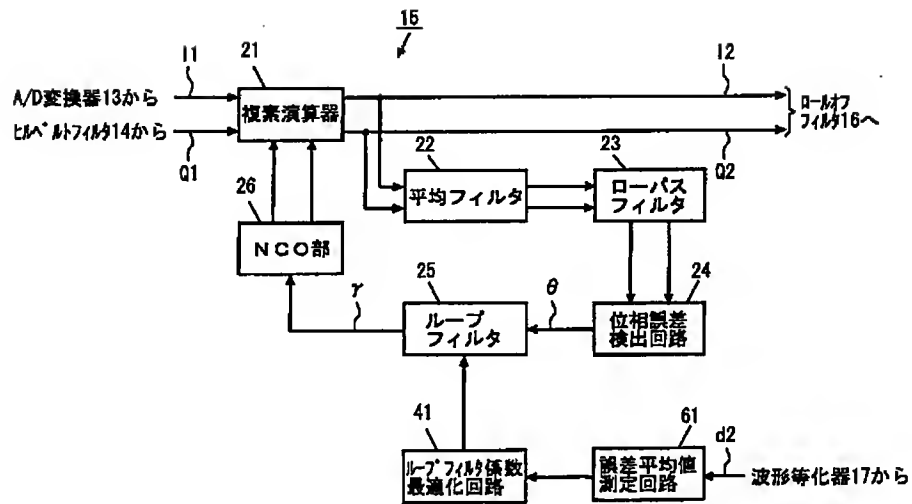 15
I1
21
I2
A/D変換器13から
複素演算器
ロールオフ
フィルタ16へ
ヒルベルトフィルタ14から
Q1
22
23
Q2
26
平均フィルタ
ローパス
フィルタ
NCO部
25
24
γ
θ
ループ
フィルタ
位相誤差
検出回路
41
61
d2
ループフィルタ係数
最適化回路
誤差平均値
測定回路
波形等化器17から